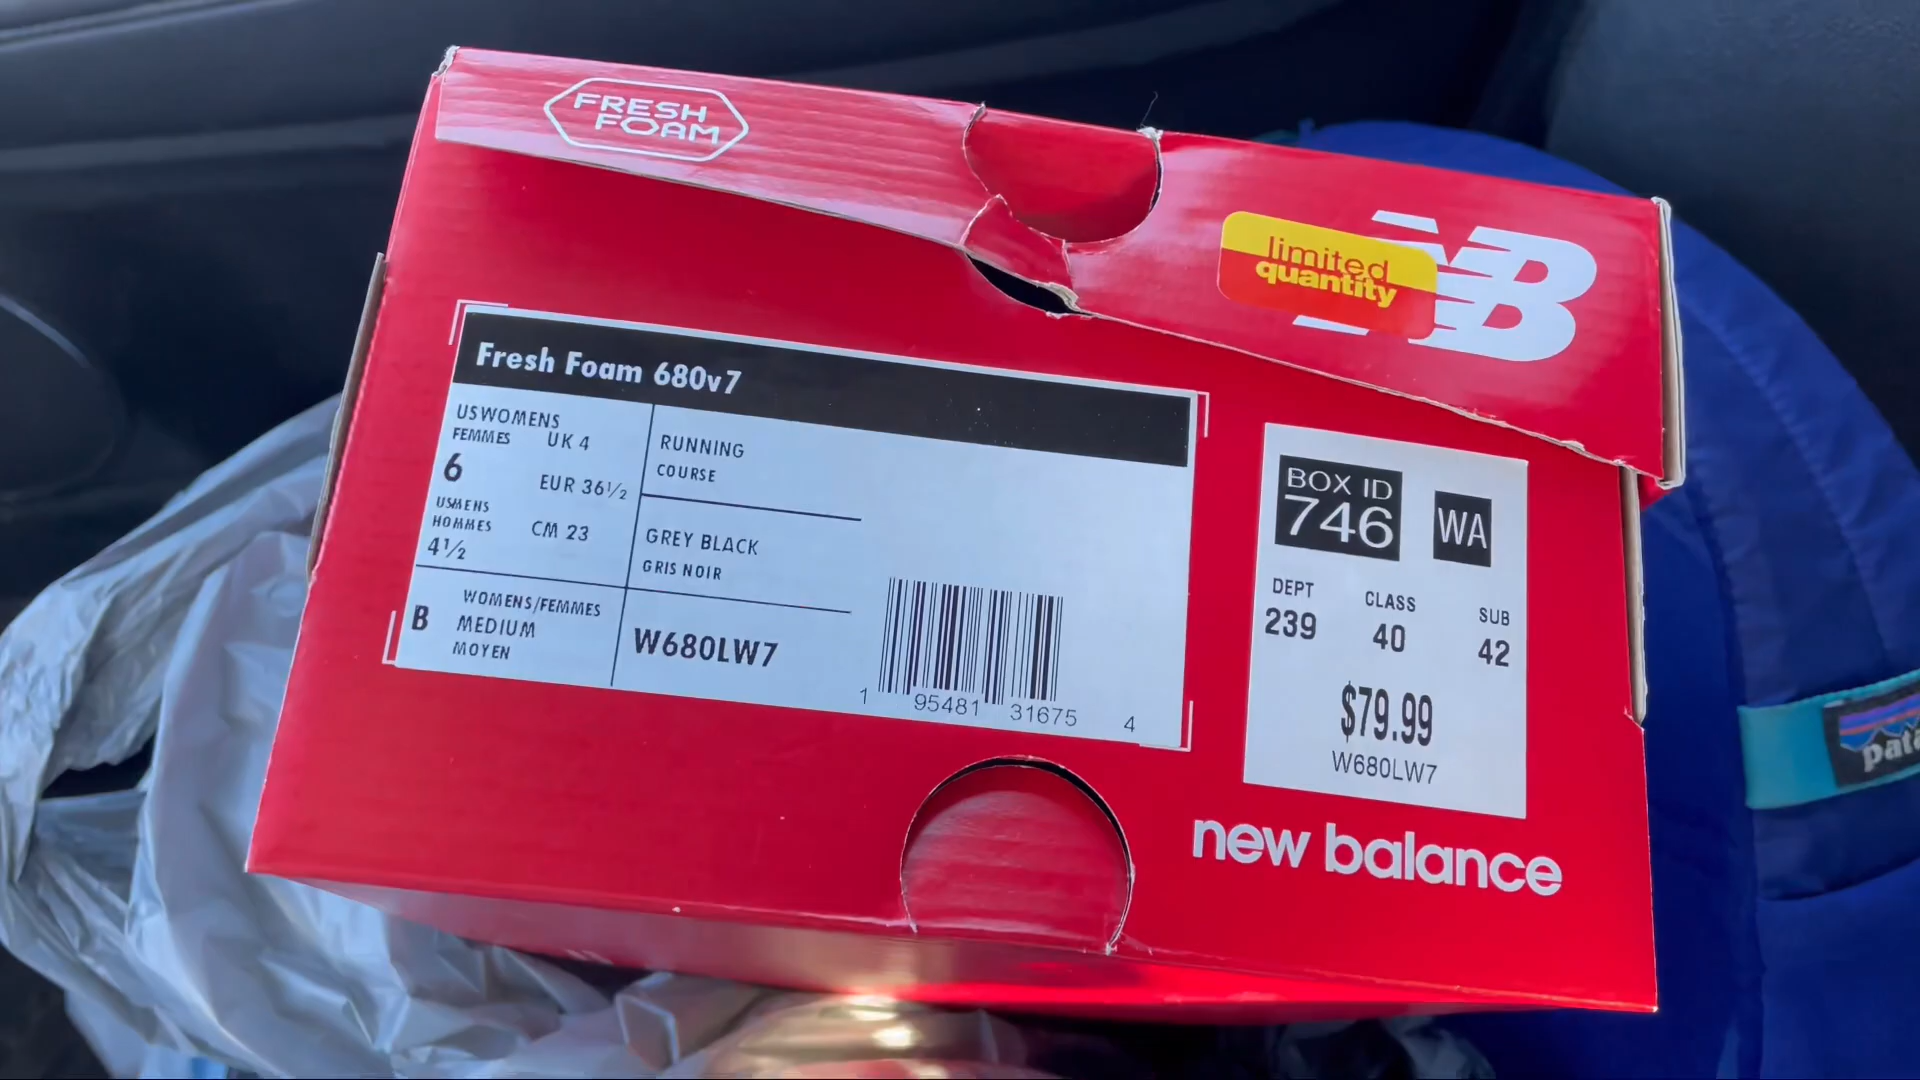 FRESH
FOAM
limited
quantity
NB
Fresh Foam 680v7
USWOMENS
FEMMES
6
UK 4
EUR 36½
USMENS
HOMMES
4½
CM 23
RUNNING
COURSE
GREY BLACK
GRIS NOIR
B
WOMENS/FEMMES
MEDIUM
MOYEN
W680LW7
1 95481 31675 4
BOX ID
746
WA
DEPT CLASS SUB
239 40 42
$79.99
W680LW7
new balance